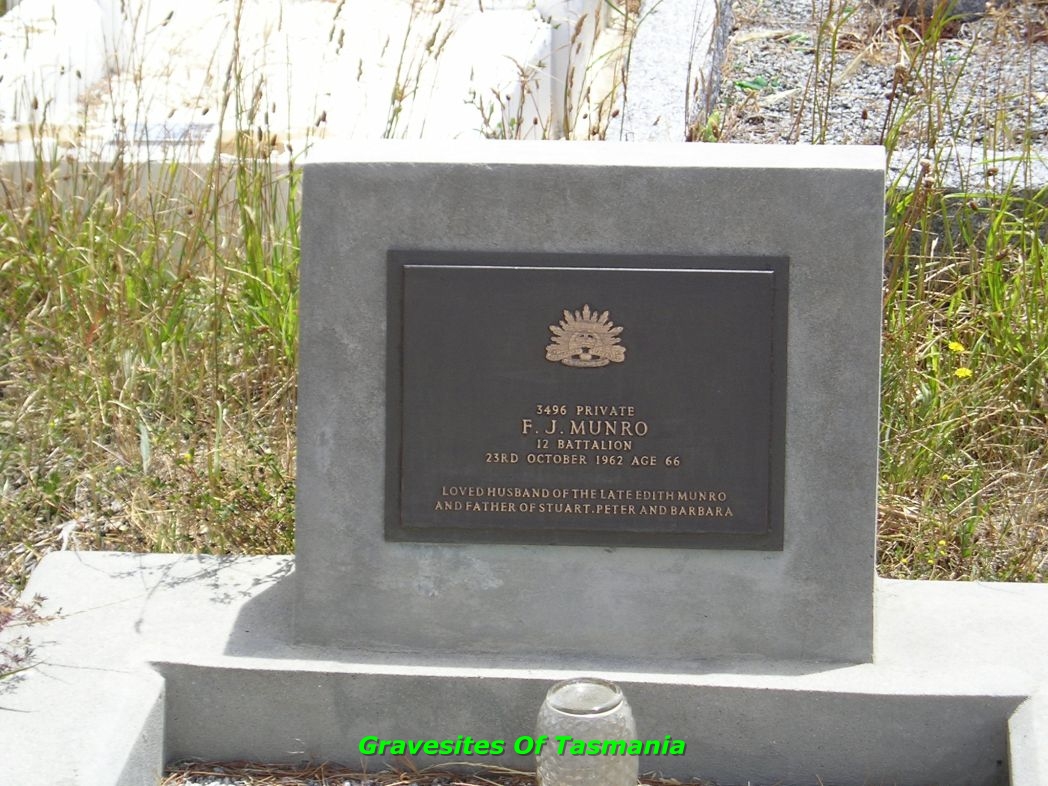 3496 PRIVATE
F. J. MUNRO
12 BATTALION
23RD OCTOBER 1962 AGE 66
LOVED HUSBAND OF THE LATE EDITH MUNRO
AND FATHER OF STUART. PETER AND BARBARA
Gravesites Of Tasmania